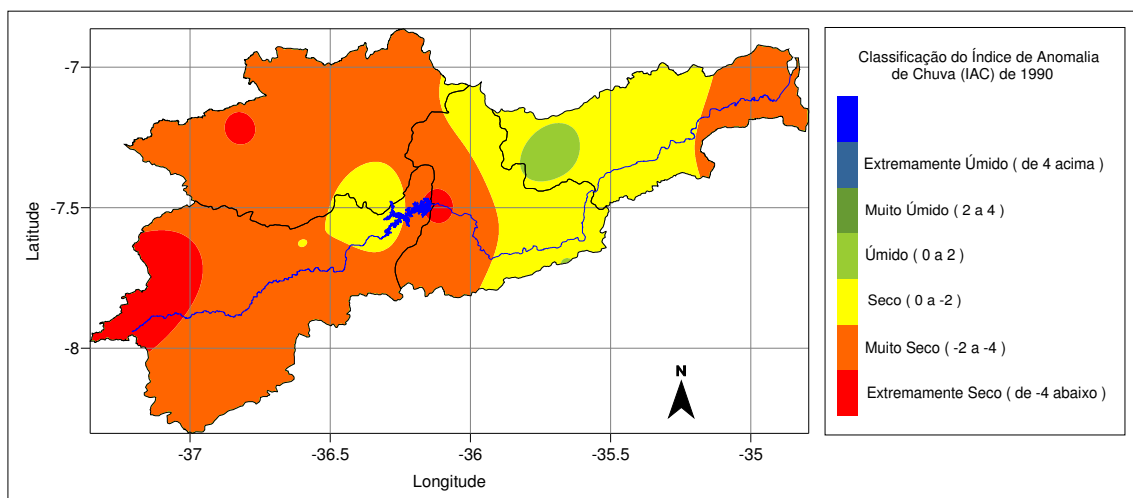 -7
-7.5
-8
Latitude
-37
-36.5
-36
-35.5
-35
Longitude
N
Classificação do Índice de Anomalia
de Chuva (IAC) de 1990
Extremamente Úmido ( de 4 acima )
Muito Úmido ( 2 a 4 )
Úmido ( 0 a 2 )
Seco ( 0 a -2 )
Muito Seco ( -2 a -4 )
Extremamente Seco ( de -4 abaixo )